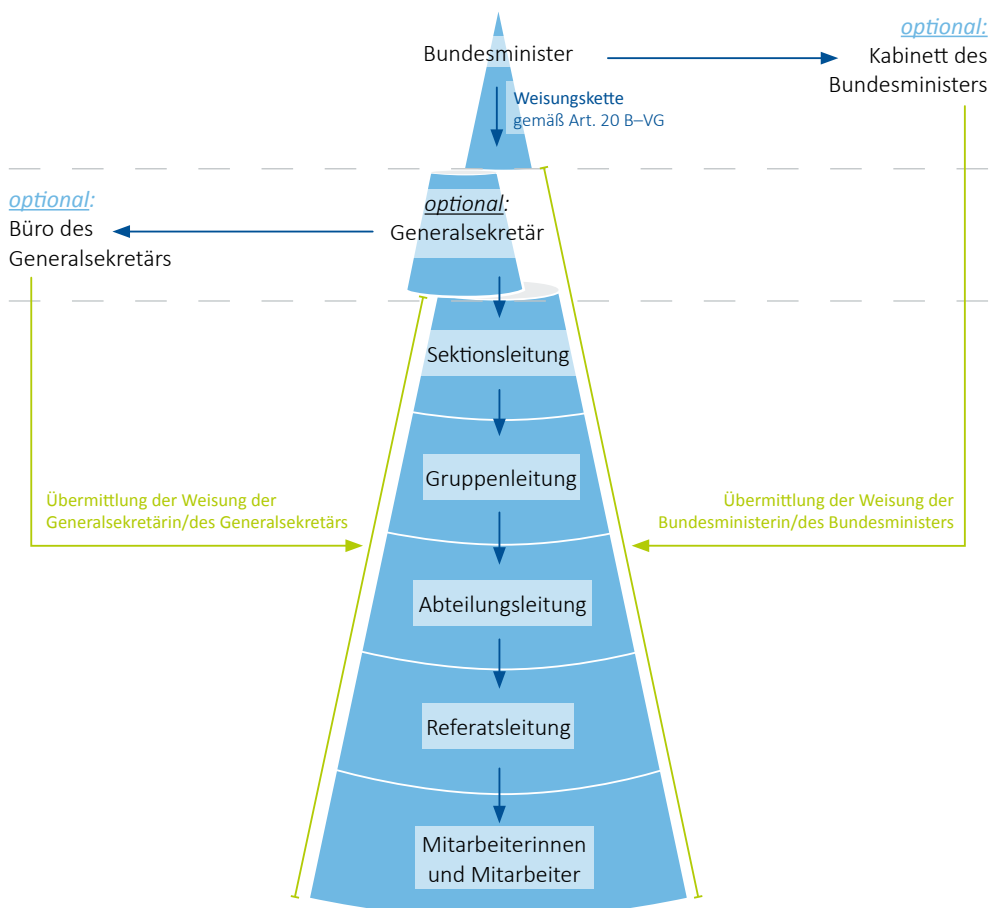 Bundesminister
optional:
Kabinett des
Bundesministers
Weisungskette
gemäß Art. 20 B–VG
optional:
Büro des
Generalsekretärs
optional:
Generalsekretär
Sektionsleitung
Gruppenleitung
Übermittlung der Weisung der
Generalsekretärin/des Generalsekretärs
Übermittlung der Weisung der
Bundesministerin/des Bundesministers
Abteilungsleitung
Referatsleitung
Mitarbeiterinnen
und Mitarbeiter